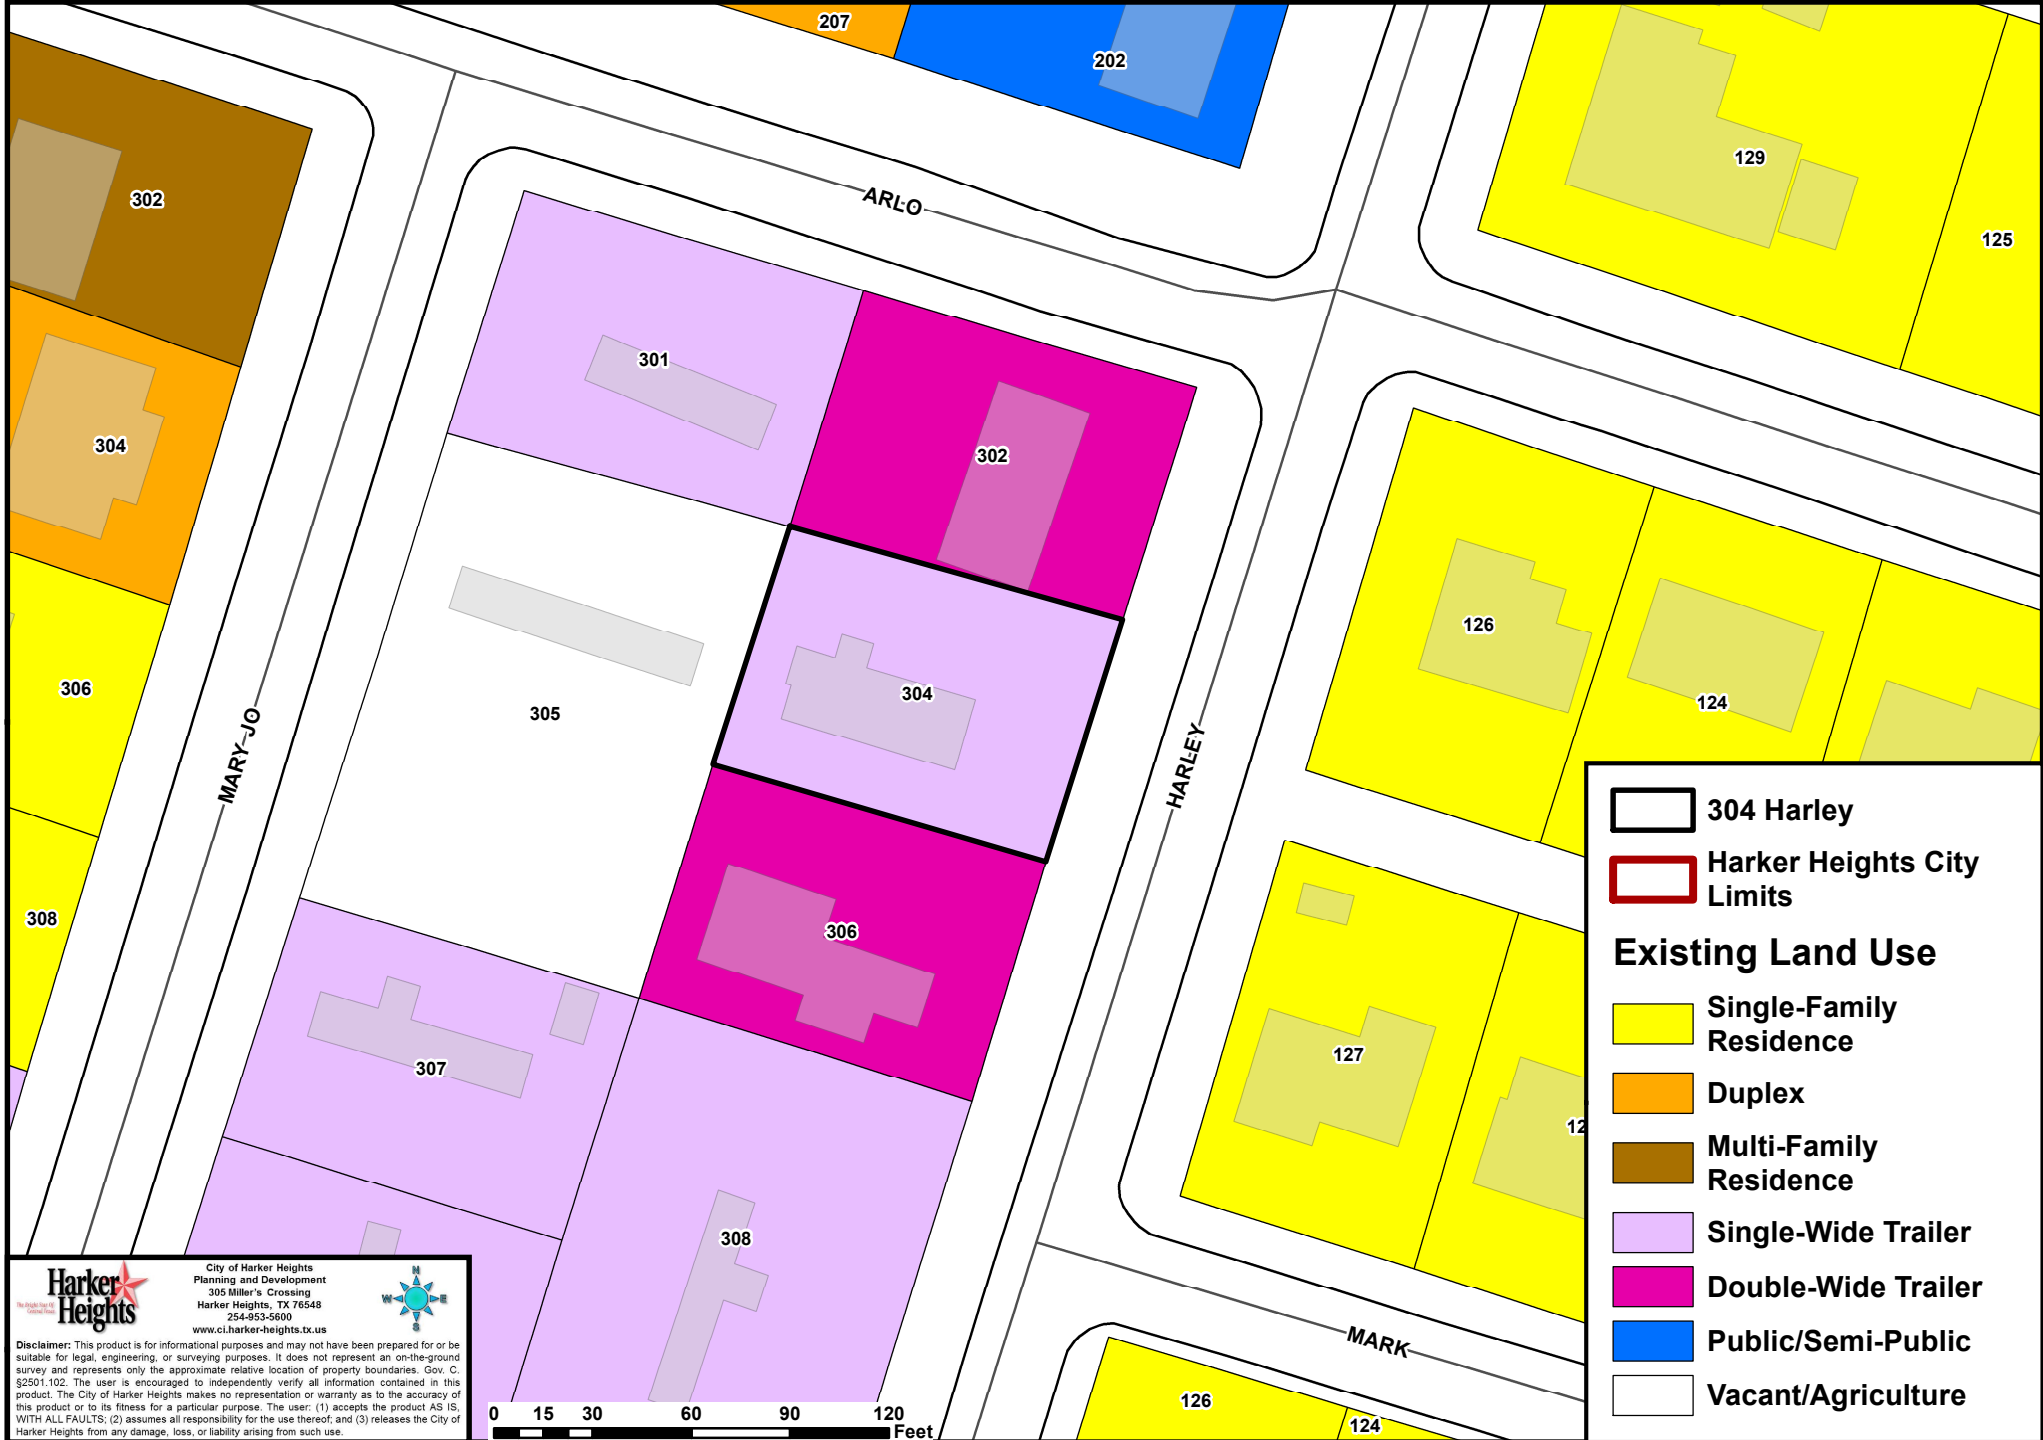 207
202
129
125
302
ARLO
301
302
304
304
126
124
306
305
MARY JO
HARLEY
308
306
307
127
12
308
MARK
126
124
304 Harley
Harker Heights City
Limits
Existing Land Use
Single-Family
Residence
Duplex
Multi-Family
Residence
Single-Wide Trailer
Double-Wide Trailer
Public/Semi-Public
Vacant/Agriculture
Harker
Heights
The Bright Star Of
Central Texas
City of Harker Heights
Planning and Development
305 Miller's Crossing
Harker Heights, TX 76548
254-953-5600
www.ci.harker-heights.tx.us
N
W E
S
Disclaimer: This product is for informational purposes and may not have been prepared for or be
suitable for legal, engineering, or surveying purposes. It does not represent an on-the-ground
survey and represents only the approximate relative location of property boundaries. Gov. C.
§2501.102. The user is encouraged to independently verify all information contained in this
product. The City of Harker Heights makes no representation or warranty as to the accuracy of
this product or to its fitness for a particular purpose. The user: (1) accepts the product AS IS,
WITH ALL FAULTS; (2) assumes all responsibility for the use thereof; and (3) releases the City of
Harker Heights from any damage, loss, or liability arising from such use.
0 15 30 60 90 120
Feet